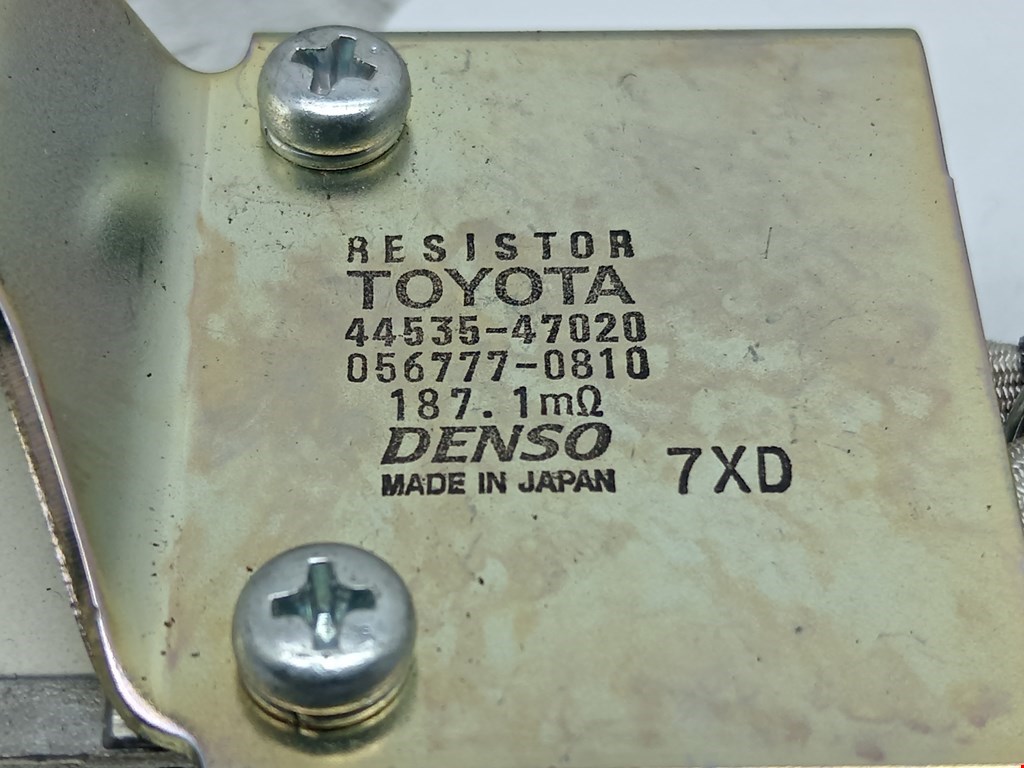 RESISTOR
TOYOTA
44535-47020
056777-0810
187.1mΩ
DENSO
MADE IN JAPAN 7XD